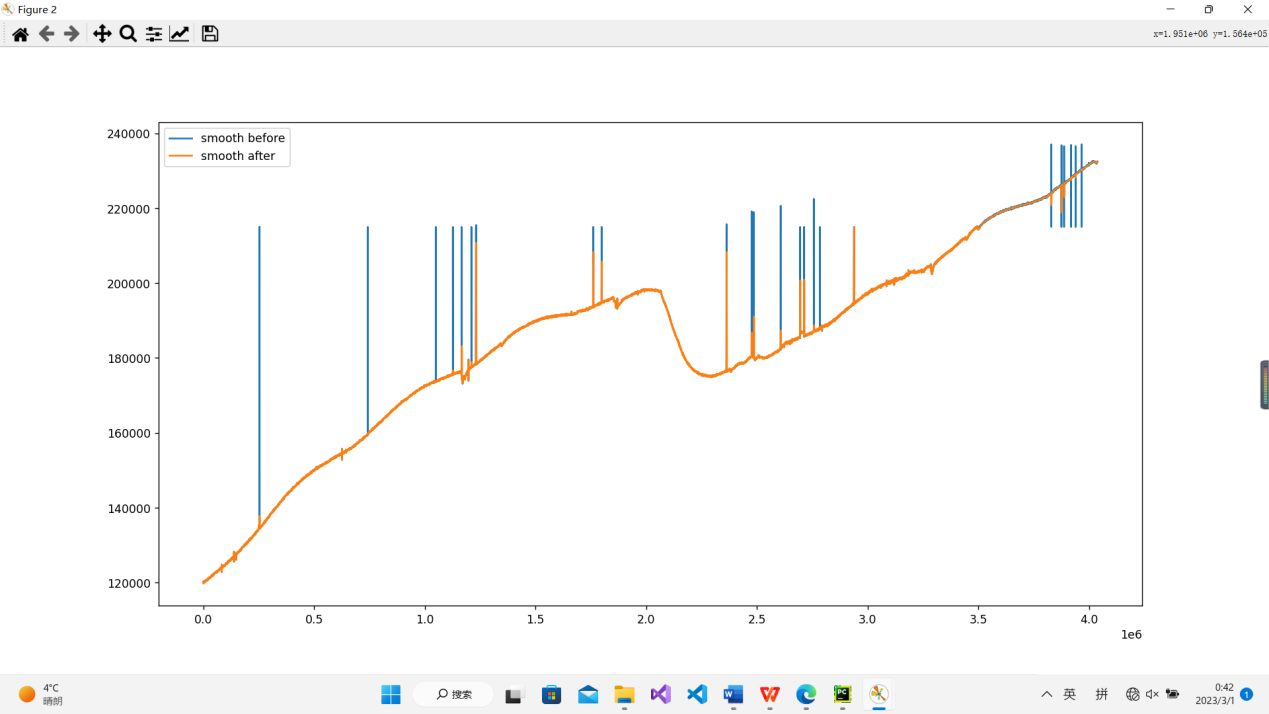 Figure 2
x=1.951e+06 y=1.564e+05
smooth before
smooth after
240000
220000
200000
180000
160000
140000
120000
0.0 0.5 1.0 1.5 2.0 2.5 3.0 3.5 4.0
1e6
4°C
晴朗
搜索
英
拼
0:42
2023/3/1
1